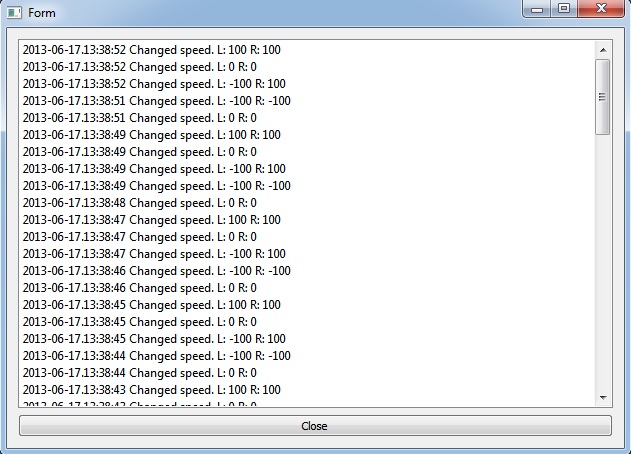 Form
2013-06-17.13:38:52 Changed speed. L: 100 R: 100
2013-06-17.13:38:52 Changed speed. L: 0 R: 0
2013-06-17.13:38:52 Changed speed. L: -100 R: 100
2013-06-17.13:38:51 Changed speed. L: -100 R: -100
2013-06-17.13:38:51 Changed speed. L: 0 R: 0
2013-06-17.13:38:49 Changed speed. L: 100 R: 100
2013-06-17.13:38:49 Changed speed. L: 0 R: 0
2013-06-17.13:38:49 Changed speed. L: -100 R: 100
2013-06-17.13:38:49 Changed speed. L: -100 R: -100
2013-06-17.13:38:48 Changed speed. L: 0 R: 0
2013-06-17.13:38:47 Changed speed. L: 100 R: 100
2013-06-17.13:38:47 Changed speed. L: 0 R: 0
2013-06-17.13:38:47 Changed speed. L: -100 R: 100
2013-06-17.13:38:46 Changed speed. L: -100 R: -100
2013-06-17.13:38:46 Changed speed. L: 0 R: 0
2013-06-17.13:38:45 Changed speed. L: 100 R: 100
2013-06-17.13:38:45 Changed speed. L: 0 R: 0
2013-06-17.13:38:45 Changed speed. L: -100 R: 100
2013-06-17.13:38:44 Changed speed. L: -100 R: -100
2013-06-17.13:38:44 Changed speed. L: 0 R: 0
2013-06-17.13:38:43 Changed speed. L: 100 R: 100
Close